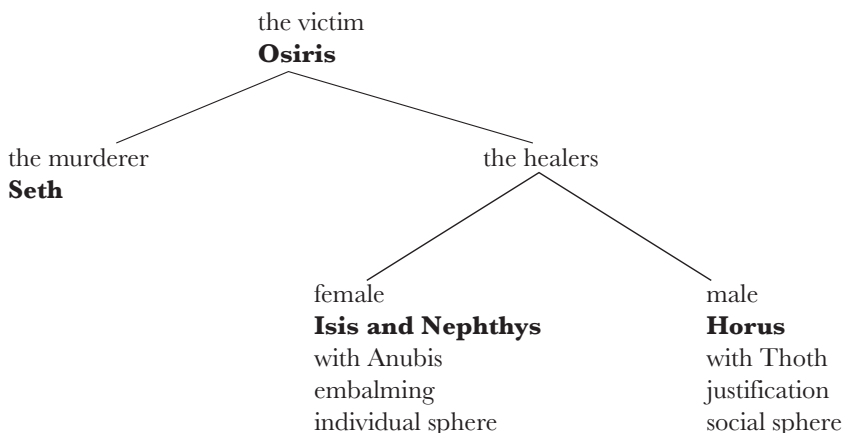 the victim
Osiris
the murderer
Seth
the healers
female
Isis and Nephthys
with Anubis
embalming
individual sphere
male
Horus
with Thoth
justification
social sphere